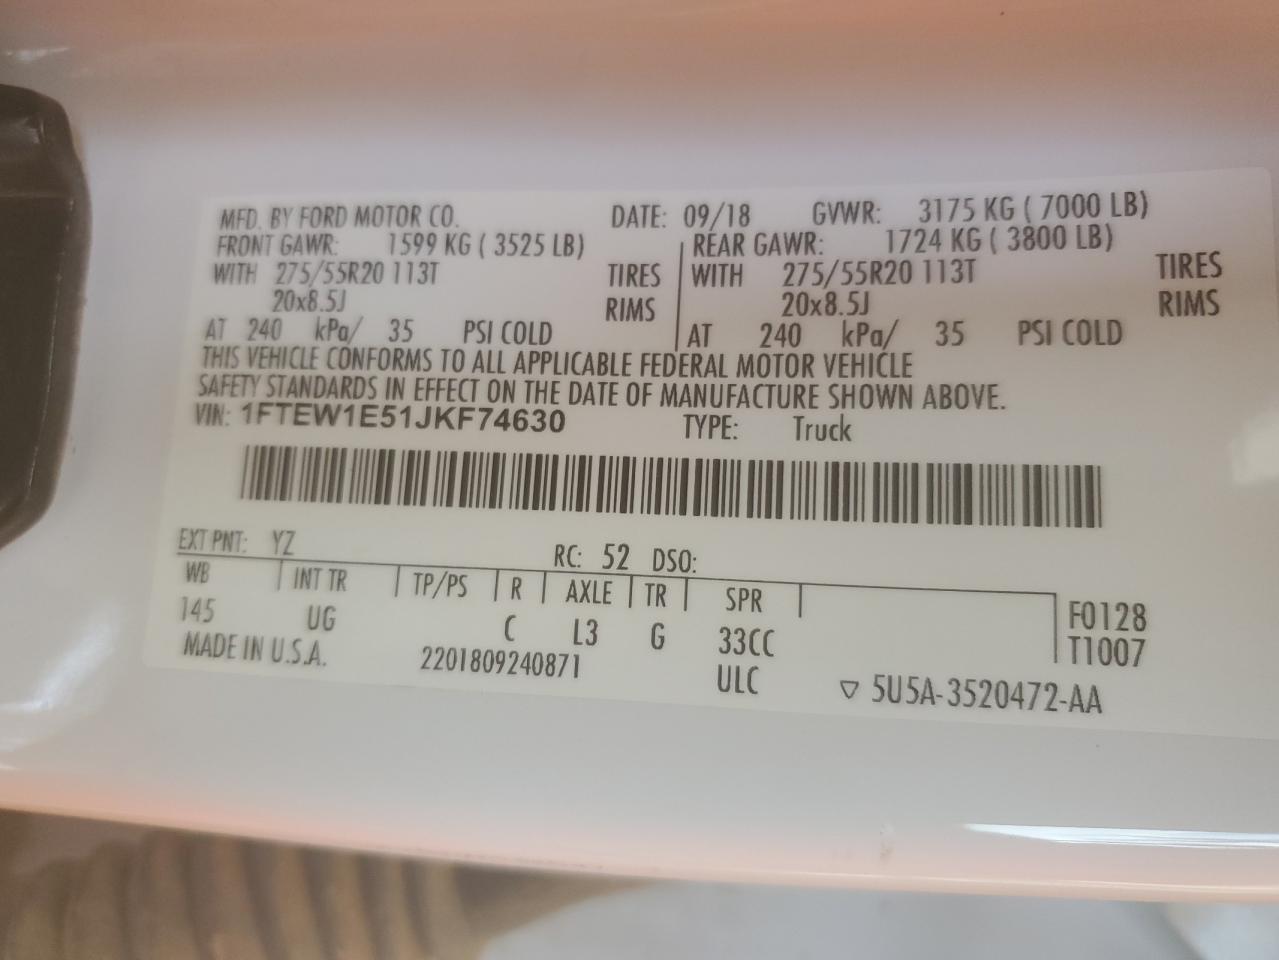 MFD. BY FORD MOTOR CO. DATE: 09/18 GVWR: 3175 KG ( 7000 LB)
FRONT GAWR: 1599 KG ( 3525 LB) REAR GAWR: 1724 KG ( 3800 LB)
WITH 275/55R20 113T TIRES WITH 275/55R20 113T TIRES
20x8.5J RIMS 20x8.5J RIMS
AT 240 kPa/ 35 PSI COLD AT 240 kPa/ 35 PSI COLD
THIS VEHICLE CONFORMS TO ALL APPLICABLE FEDERAL MOTOR VEHICLE
SAFETY STANDARDS IN EFFECT ON THE DATE OF MANUFACTURE SHOWN ABOVE.
VIN: 1FTEW1E51JKF74630 TYPE: Truck
EXT PNT: YZ RC: 52 DSO:
WB INT TR TP/PS R AXLE TR SPR F0128
145 UG C L3 G 33CC T1007
MADE IN U.S.A. 2201809240871 ULC ▽ 5U5A-3520472-AA